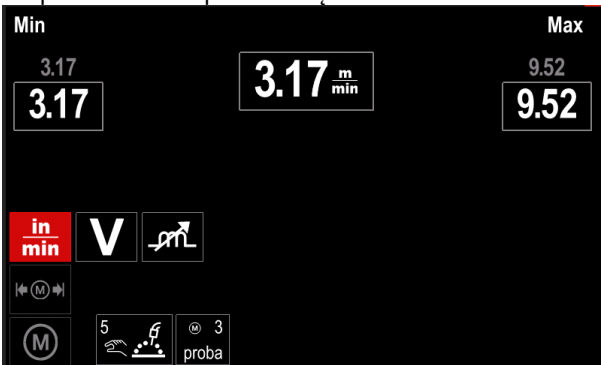 Min Max
3.17 9.52
3.17 3.17 m/min 9.52
in/min V
M
M 5 M 3
proba